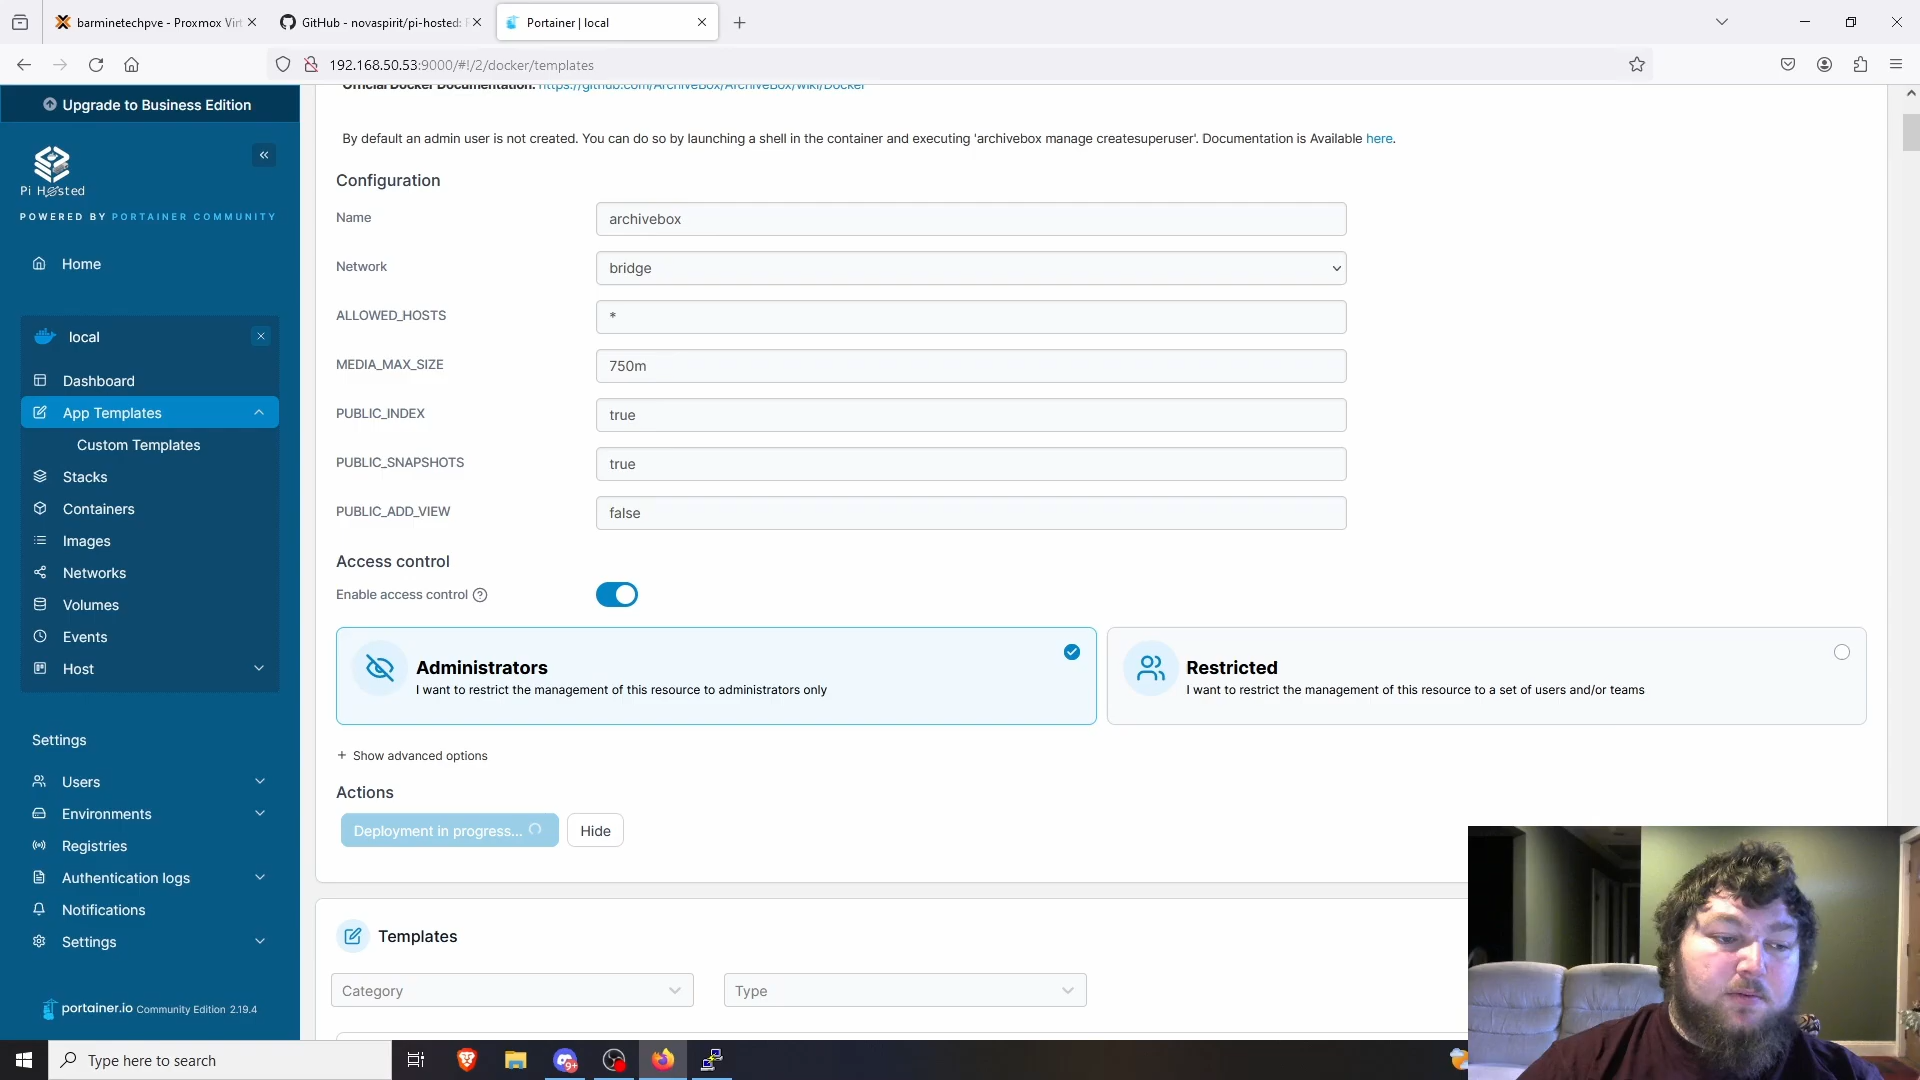 barminetechpve - Proxmox Virt
GitHub - novaspirit/pi-hosted:
Portainer | local
192.168.50.53:9000/#!/2/docker/templates
Upgrade to Business Edition
Pi Hosted
POWERED BY PORTAINER COMMUNITY
Home
local
Dashboard
App Templates
Custom Templates
Stacks
Containers
Images
Networks
Volumes
Events
Host
Settings
Users
Environments
Registries
Authentication logs
Notifications
Settings
portainer.io Community Edition 2.19.4
Official Docker Documentation: https://github.com/ArchiveBox/ArchiveBox/wiki/Docker
By default an admin user is not created. You can do so by launching a shell in the container and executing 'archivebox manage createsuperuser'. Documentation is Available here.
Configuration
Name
archivebox
Network
bridge
ALLOWED_HOSTS
*
MEDIA_MAX_SIZE
750m
PUBLIC_INDEX
true
PUBLIC_SNAPSHOTS
true
PUBLIC_ADD_VIEW
false
Access control
Enable access control
Administrators
I want to restrict the management of this resource to administrators only
Restricted
I want to restrict the management of this resource to a set of users and/or teams
+ Show advanced options
Actions
Deployment in progress...
Hide
Templates
Category
Type
Type here to search
9+